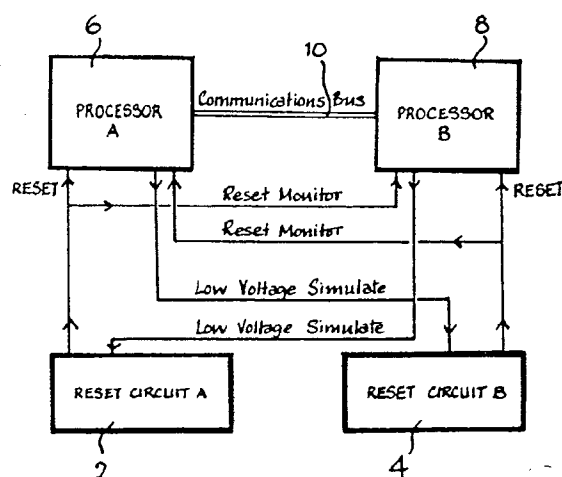 6
10
8
PROCESSOR
A
Communications Bus
PROCESSOR
B
RESET
Reset Monitor
RESET
Reset Monitor
Low Voltage Simulate
Low Voltage Simulate
RESET CIRCUIT A
RESET CIRCUIT B
2
4